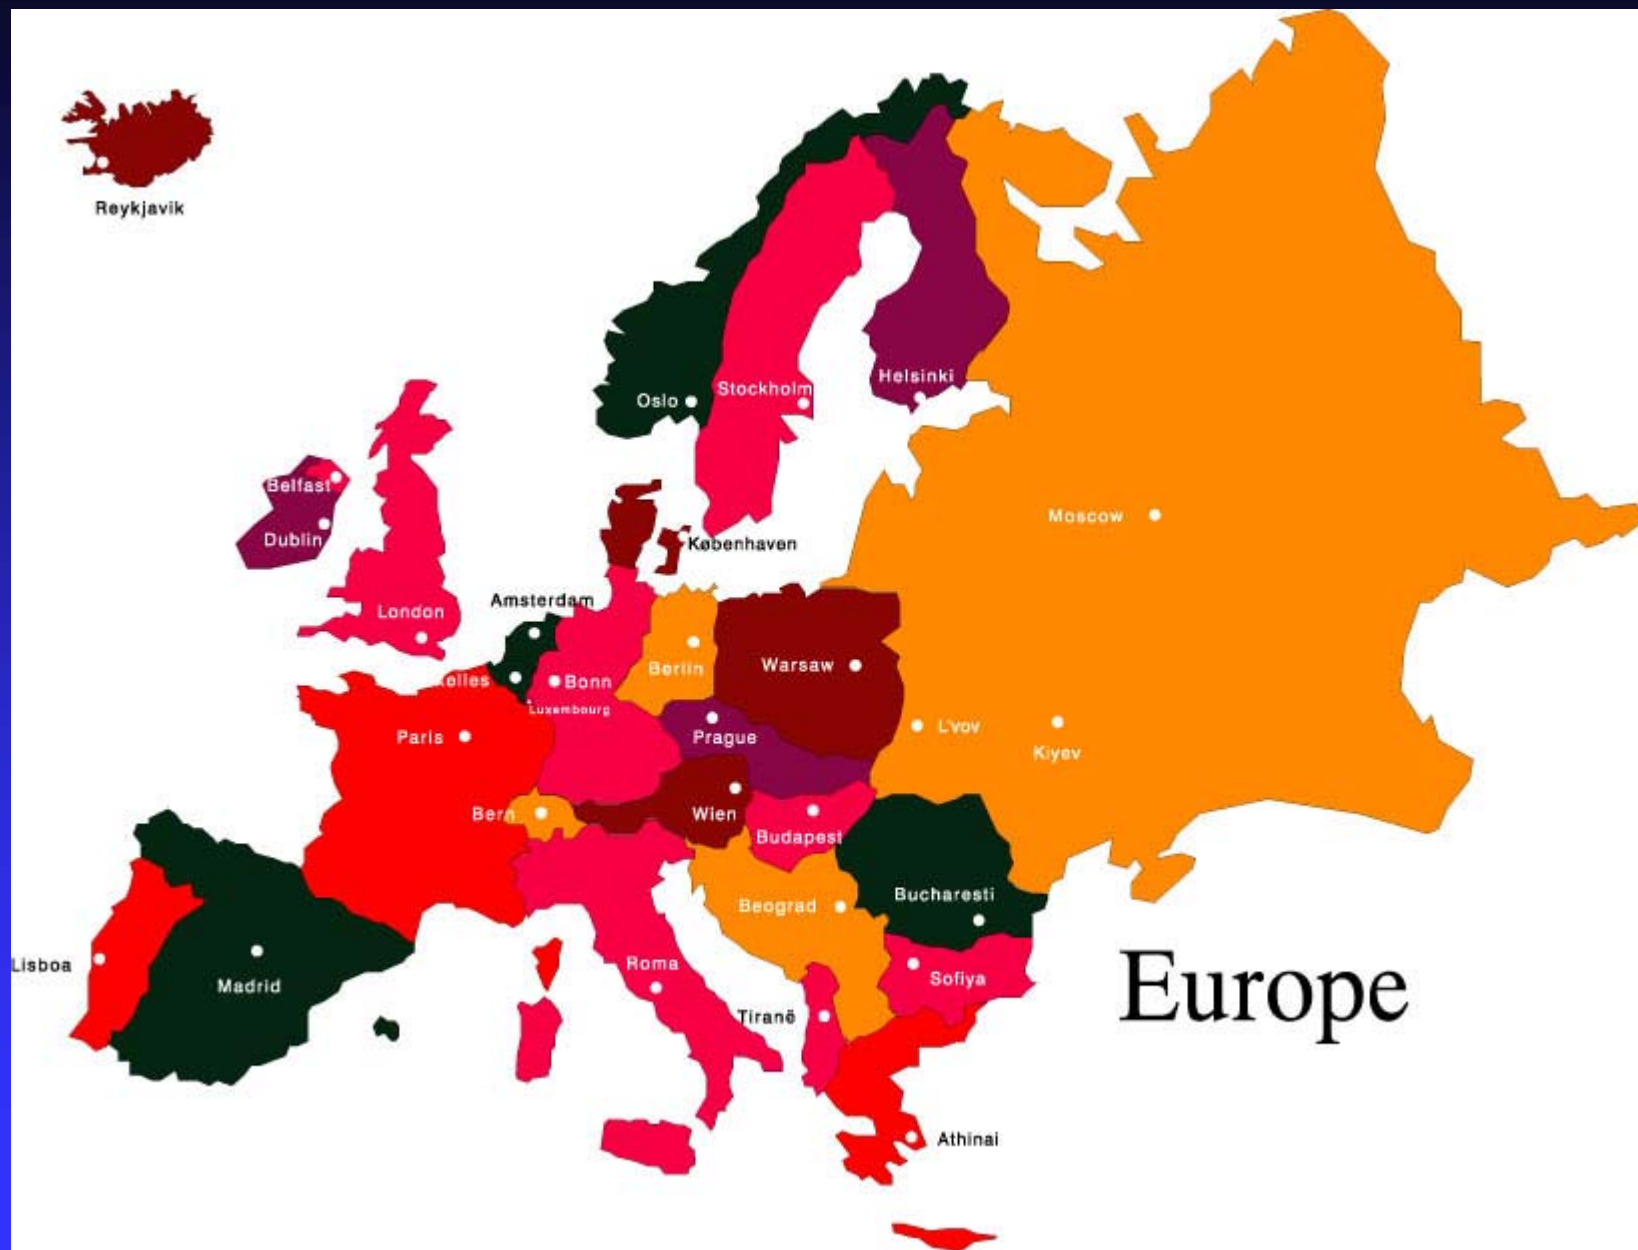 Reykjavik
Helsinki
Stockholm
Oslo
Belfast
Dublin
Moscow
København
Amsterdam
London
Warsaw
Berlin
elles
Bonn
Luxembourg
L'vov
Paris
Prague
Kiyev
Bern
Wien
Budapest
Bucharesti
Beograd
Lisboa
Roma
Sofiya
Madrid
Europe
Tiranë
Athinai